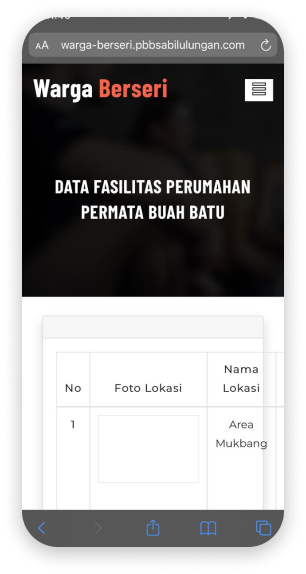 AA warga-berseri.pbbsabilulungan.com
Warga Berseri
DATA FASILITAS PERUMAHAN
PERMATA BUAH BATU
No Foto Lokasi Nama Lokasi
1 Area Mukbang